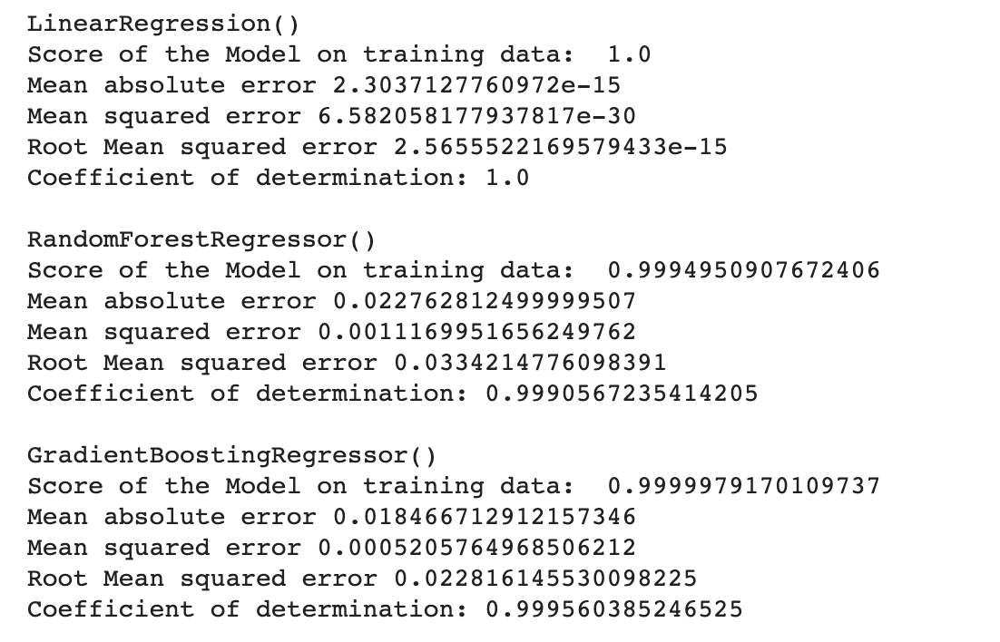 LinearRegression()
Score of the Model on training data:  1.0
Mean absolute error 2.3037127760972e-15
Mean squared error 6.582058177937817e-30
Root Mean squared error 2.5655522169579433e-15
Coefficient of determination: 1.0

RandomForestRegressor()
Score of the Model on training data:  0.9994950907672406
Mean absolute error 0.022762812499999507
Mean squared error 0.0011169951656249762
Root Mean squared error 0.0334214776098391
Coefficient of determination: 0.9990567235414205

GradientBoostingRegressor()
Score of the Model on training data:  0.9999979170109737
Mean absolute error 0.018466712912157346
Mean squared error 0.0005205764968506212
Root Mean squared error 0.022816145530098225
Coefficient of determination: 0.999560385246525